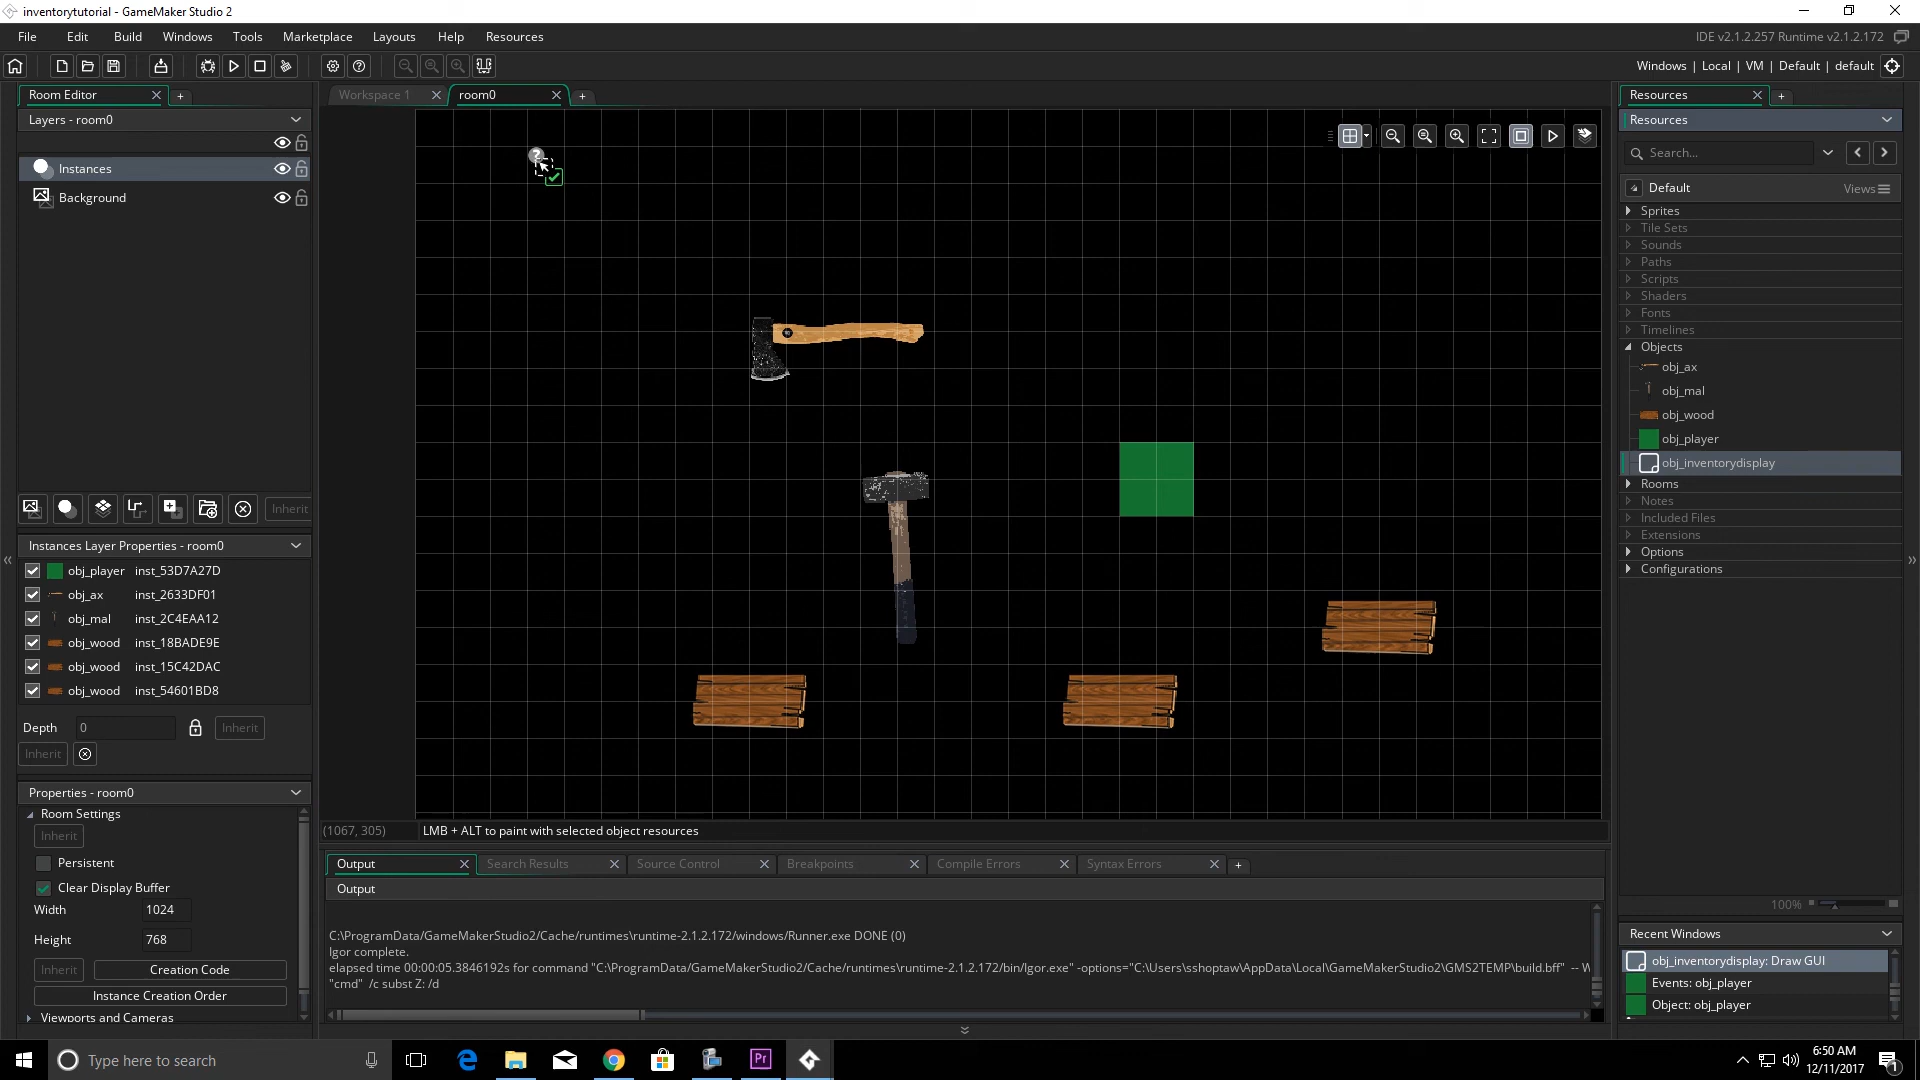 inventorytutorial - GameMaker Studio 2
File Edit Build Windows Tools Marketplace Layouts Help Resources
IDE v2.1.2.257 Runtime v2.1.2.172
Windows | Local | VM | Default | default
Room Editor
Workspace 1
room0
Resources
Layers - room0
Resources
Search...
Instances
Background
Default
Views
Sprites
Tile Sets
Sounds
Paths
Scripts
Shaders
Fonts
Timelines
Objects
obj_ax
obj_mal
obj_wood
obj_player
obj_inventorydisplay
Rooms
Notes
Included Files
Extensions
Options
Configurations
Inherit
Instances Layer Properties - room0
obj_player inst_53D7A27D
obj_ax inst_2633DF01
obj_mal inst_2C4EAA12
obj_wood inst_18BADE9E
obj_wood inst_15C42DAC
obj_wood inst_54601BD8
Depth 0 Inherit
Inherit
Properties - room0
Room Settings
Inherit
Persistent
Clear Display Buffer
Width 1024
Height 768
Inherit Creation Code
Instance Creation Order
Viewports and Cameras
(1067, 305) LMB + ALT to paint with selected object resources
Output Search Results Source Control Breakpoints Compile Errors Syntax Errors
Output
C:\ProgramData/GameMakerStudio2/Cache/runtimes\runtime-2.1.2.172/windows/Runner.exe DONE (0)
Igor complete.
elapsed time 00:00:05.3846192s for command "C:\ProgramData/GameMakerStudio2/Cache/runtimes\runtime-2.1.2.172/bin/Igor.exe" -options="C:\Users\sshoptaw\AppData\Local\GameMakerStudio2\GMS2TEMP\build.bff" -- W
"cmd" /c subst Z: /d
100%
Recent Windows
obj_inventorydisplay: Draw GUI
Events: obj_player
Object: obj_player
Type here to search
Pr
6:50 AM
12/11/2017
1